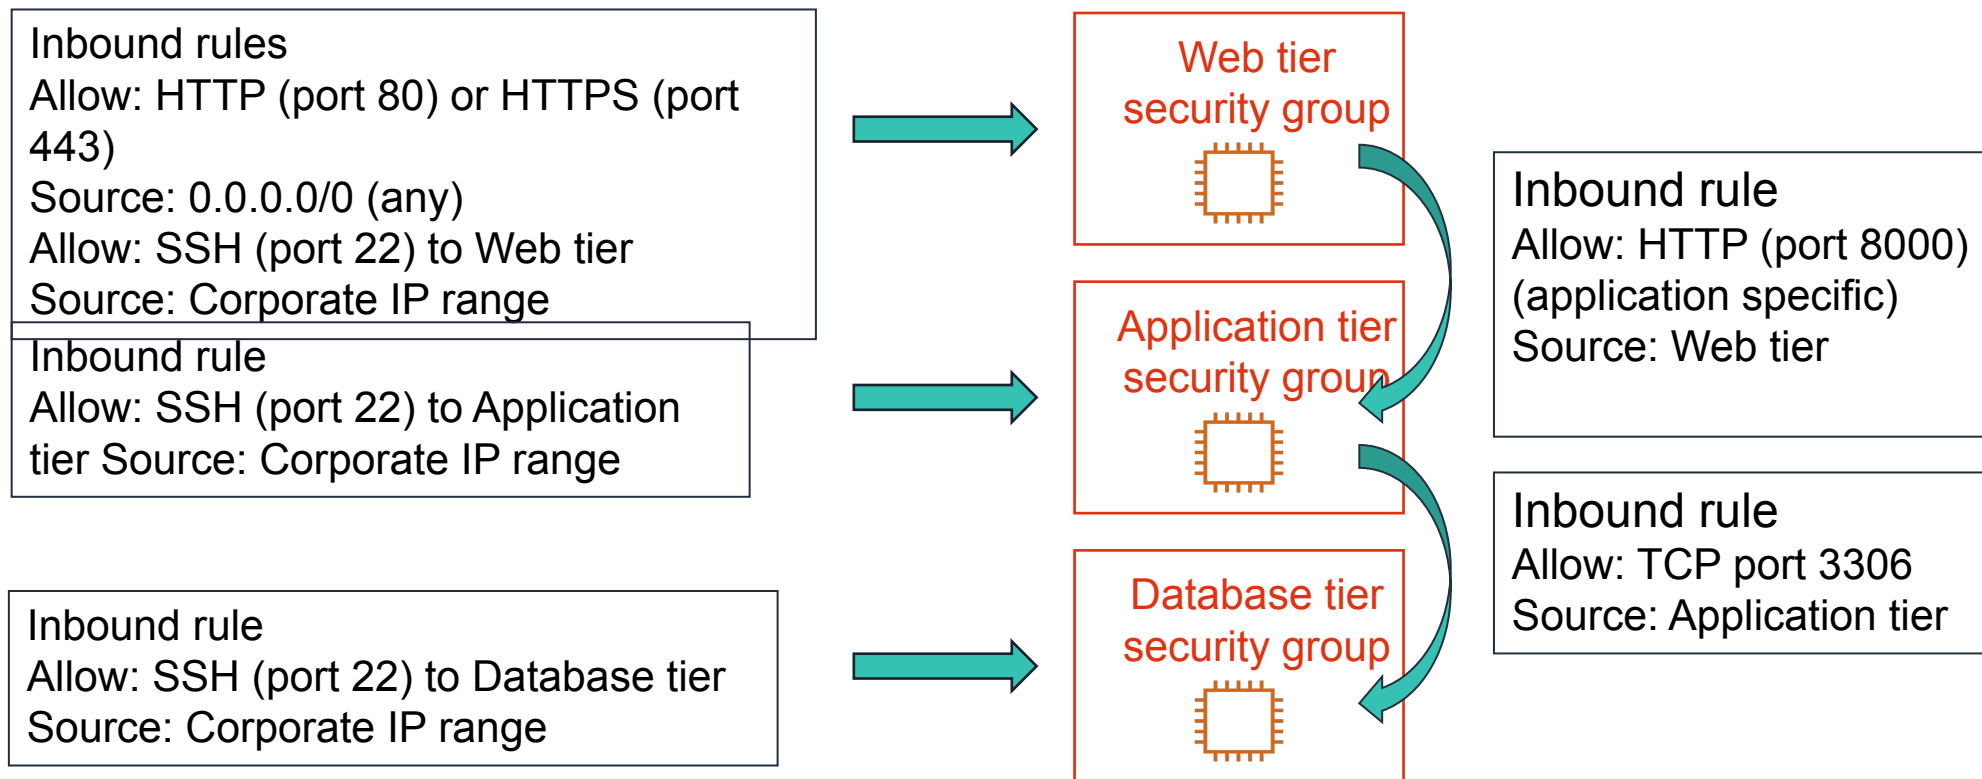 Inbound rules
Allow: HTTP (port 80) or HTTPS (port
443)
Source: 0.0.0.0/0 (any)
Allow: SSH (port 22) to Web tier
Source: Corporate IP range
Inbound rule
Allow: SSH (port 22) to Application
tier Source: Corporate IP range
Inbound rule
Allow: SSH (port 22) to Database tier
Source: Corporate IP range
Web tier
security group
Application tier
security group
Database tier
security group
Inbound rule
Allow: HTTP (port 8000)
(application specific)
Source: Web tier
Inbound rule
Allow: TCP port 3306
Source: Application tier